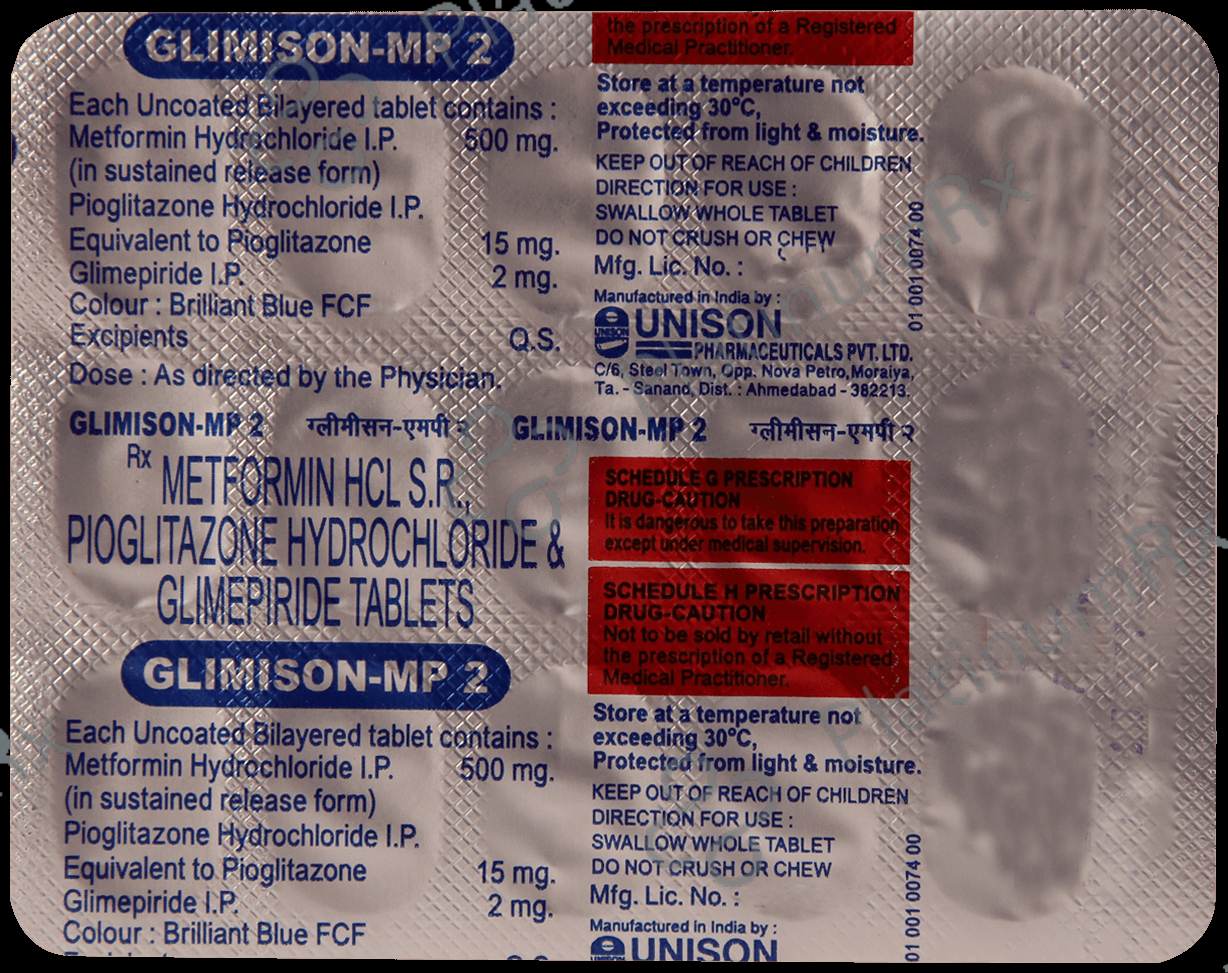 GLIMISON-MP 2
Each Uncoated Bilayered tablet contains :
Metformin Hydrochloride I.P. 500 mg.
(in sustained release form)
Pioglitazone Hydrochloride I.P.
Equivalent to Pioglitazone 15 mg.
Glimepiride I.P. 2 mg.
Colour : Brilliant Blue FCF
Excipients Q.S.
Dose : As directed by the Physician.
the prescription of a Registered
Medical Practitioner.
Store at a temperature not
exceeding 30°C,
Protected from light & moisture.
KEEP OUT OF REACH OF CHILDREN
DIRECTION FOR USE :
SWALLOW WHOLE TABLET
DO NOT CRUSH OR CHEW
Mfg. Lic. No. :
Manufactured in India by :
UNISON
UNISON
PHARMACEUTICALS PVT. LTD.
C/6, Steel Town, Opp. Nova Petro, Moraiya,
Ta. - Sanand, Dist. : Ahmedabad - 382213.
01 001 0074 00
GLIMISON-MP 2 ग्लीमीसन-एमपी २ GLIMISON-MP 2 ग्लीमीसन-एमपी २
Rx METFORMIN HCL S.R.,
PIOGLITAZONE HYDROCHLORIDE &
GLIMEPIRIDE TABLETS
SCHEDULE G PRESCRIPTION
DRUG-CAUTION
It is dangerous to take this preparation
except under medical supervision.
SCHEDULE H PRESCRIPTION
DRUG-CAUTION
Not to be sold by retail without
the prescription of a Registered
Medical Practitioner.
GLIMISON-MP 2
Each Uncoated Bilayered tablet contains :
Metformin Hydrochloride I.P. 500 mg.
(in sustained release form)
Pioglitazone Hydrochloride I.P.
Equivalent to Pioglitazone 15 mg.
Glimepiride I.P. 2 mg.
Colour : Brilliant Blue FCF
Store at a temperature not
exceeding 30°C,
Protected from light & moisture.
KEEP OUT OF REACH OF CHILDREN
DIRECTION FOR USE :
SWALLOW WHOLE TABLET
DO NOT CRUSH OR CHEW
Mfg. Lic. No. :
Manufactured in India by :
UNISON
UNISON
01 001 0074 00
PlatinumRx